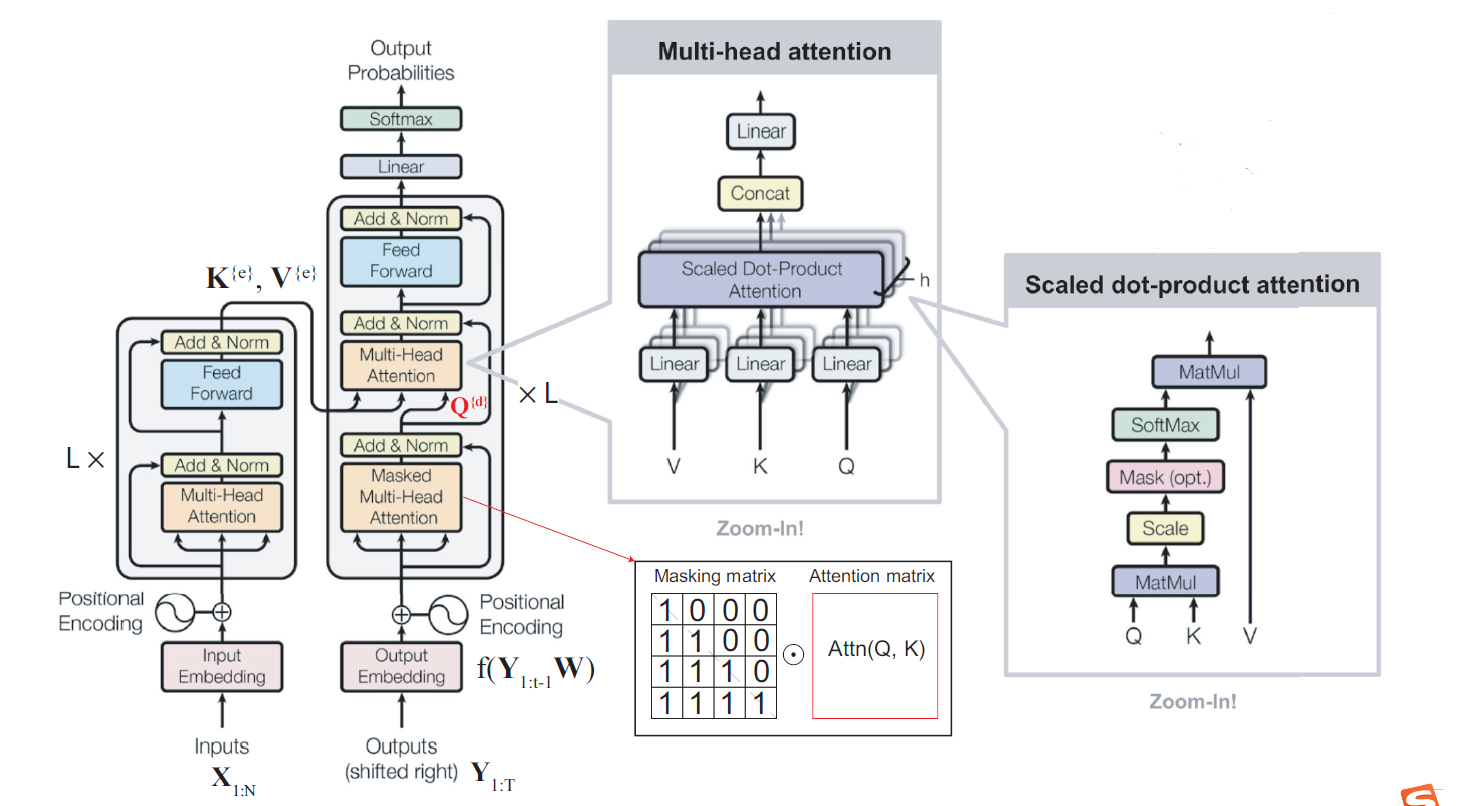 Output
Probabilities
Softmax
Linear
Add & Norm
Feed
Forward
Add & Norm
Multi-Head
Attention
Q{d}
× L
Add & Norm
Masked
Multi-Head
Attention
Positional
Encoding
Output
Embedding
f(Y1:t-1W)
Outputs
(shifted right)
Y1:T
K{e}, V{e}
Add & Norm
Feed
Forward
L ×
Add & Norm
Multi-Head
Attention
Positional
Encoding
Input
Embedding
Inputs
X1:N
Multi-head attention
Linear
Concat
Scaled Dot-Product
Attention
h
Linear Linear Linear
V K Q
Zoom-In!
Masking matrix
1 0 0 0
1 1 0 0
1 1 1 0
1 1 1 1
⊙
Attention matrix
Attn(Q, K)
Scaled dot-product attention
MatMul
SoftMax
Mask (opt.)
Scale
MatMul
Q K V
Zoom-In!